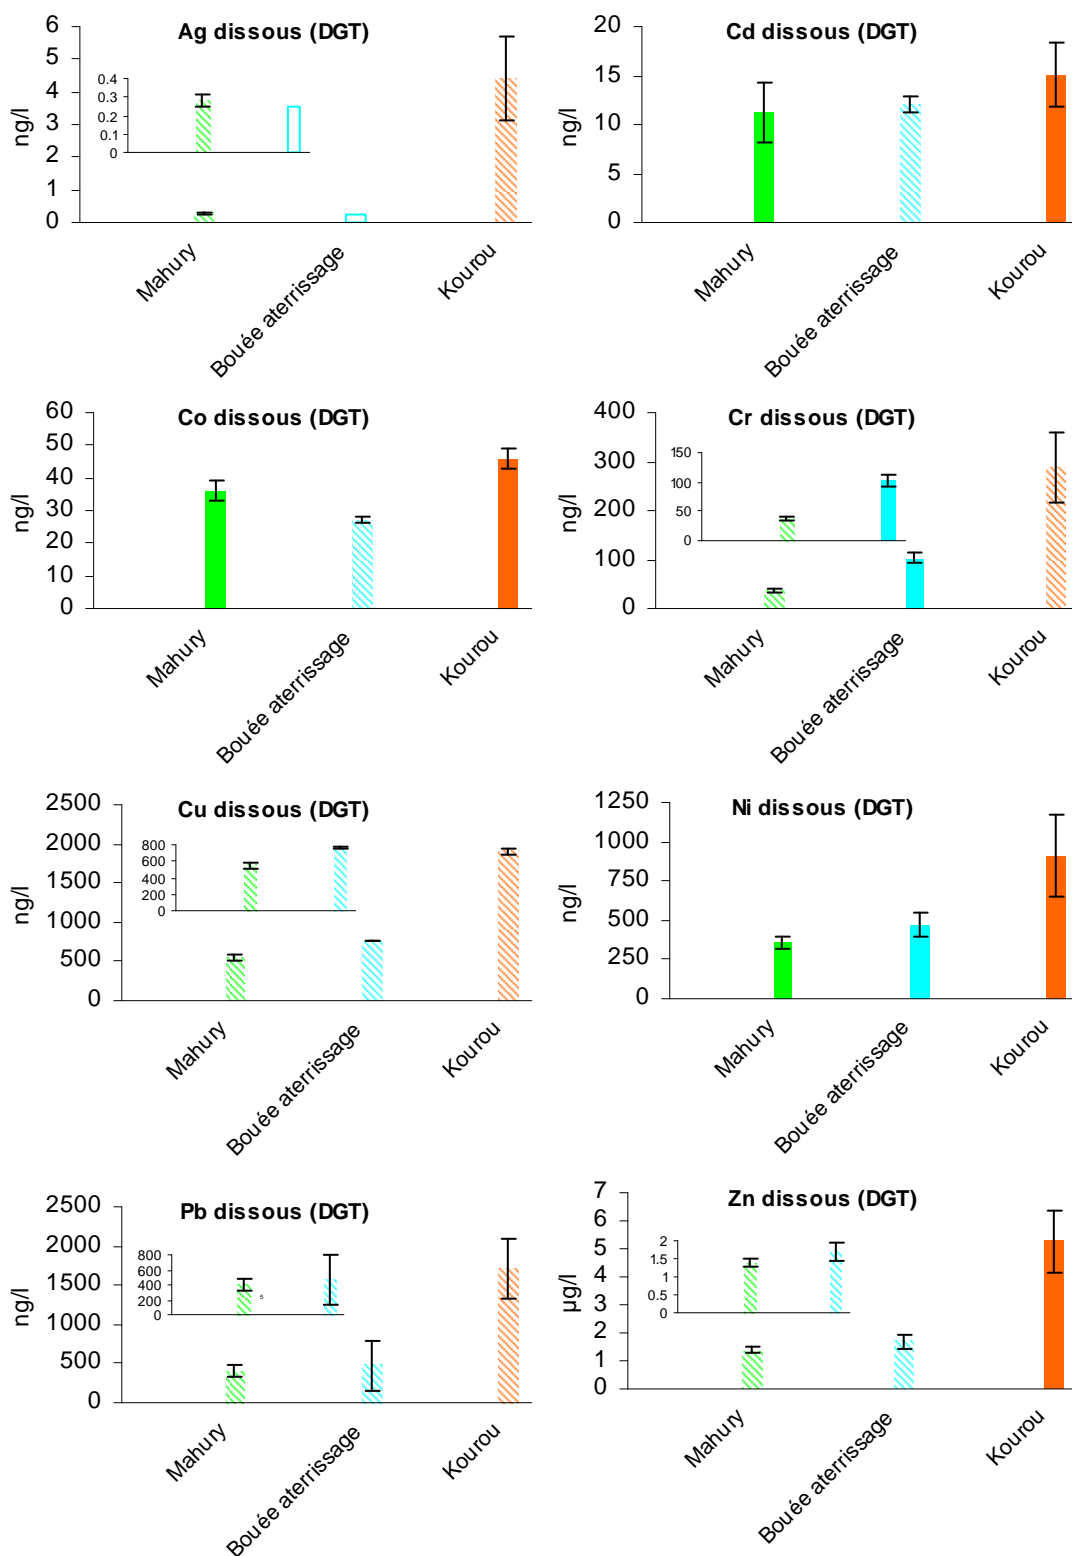 Ag dissous (DGT)
ng/l
6
5
4
3
2
1
0
0.4
0.3
0.2
0.1
0
Mahury
Bouée aterrissage
Kourou
Cd dissous (DGT)
ng/l
20
15
10
5
0
Mahury
Bouée aterrissage
Kourou
Co dissous (DGT)
ng/l
60
50
40
30
20
10
0
Mahury
Bouée aterrissage
Kourou
Cr dissous (DGT)
ng/l
400
300
200
100
0
150
100
50
0
Mahury
Bouée aterrissage
Kourou
Cu dissous (DGT)
ng/l
2500
2000
1500
1000
500
0
800
600
400
200
0
Mahury
Bouée aterrissage
Kourou
Ni dissous (DGT)
ng/l
1250
1000
750
500
250
0
Mahury
Bouée aterrissage
Kourou
Pb dissous (DGT)
ng/l
2500
2000
1500
1000
500
0
800
600
400
200
0
s
Mahury
Bouée aterrissage
Kourou
Zn dissous (DGT)
µg/l
7
6
5
4
3
2
1
0
2
1.5
1
0.5
0
Mahury
Bouée aterrissage
Kourou